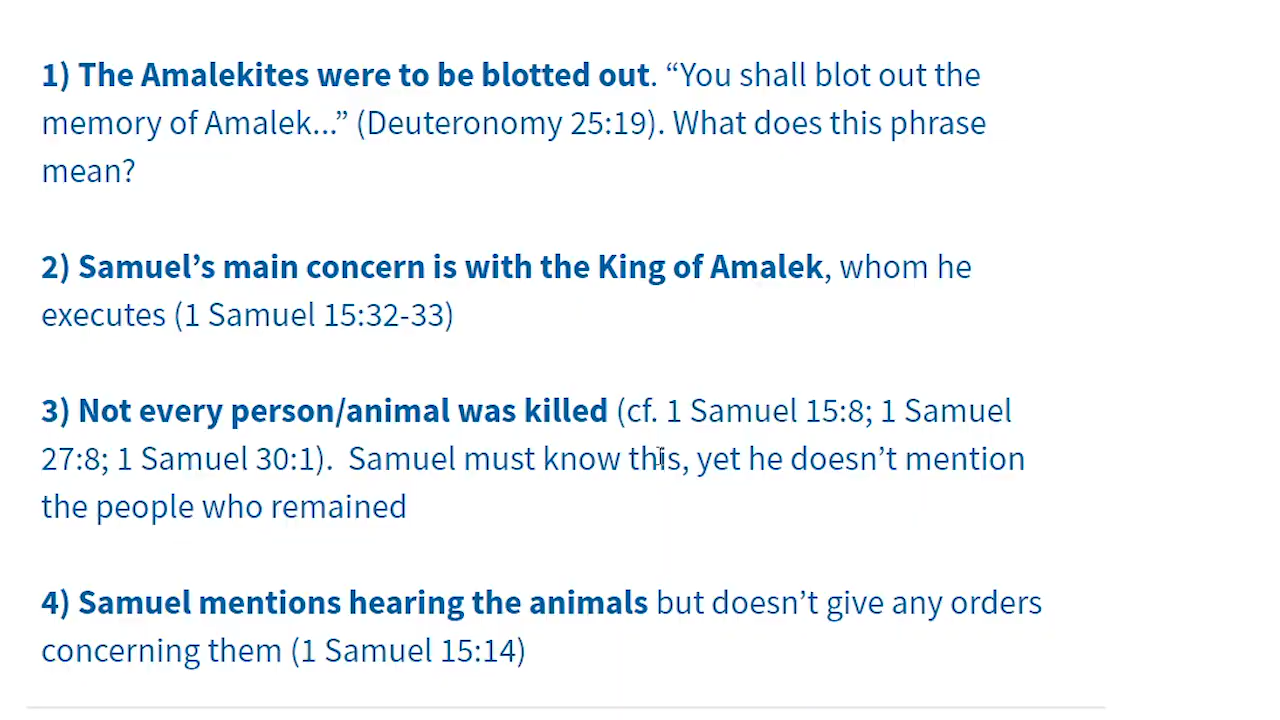 1) The Amalekites were to be blotted out. “You shall blot out the
memory of Amalek...” (Deuteronomy 25:19). What does this phrase
mean?
2) Samuel’s main concern is with the King of Amalek, whom he
executes (1 Samuel 15:32-33)
3) Not every person/animal was killed (cf. 1 Samuel 15:8; 1 Samuel
27:8; 1 Samuel 30:1).  Samuel must know this, yet he doesn’t mention
the people who remained
4) Samuel mentions hearing the animals but doesn’t give any orders
concerning them (1 Samuel 15:14)